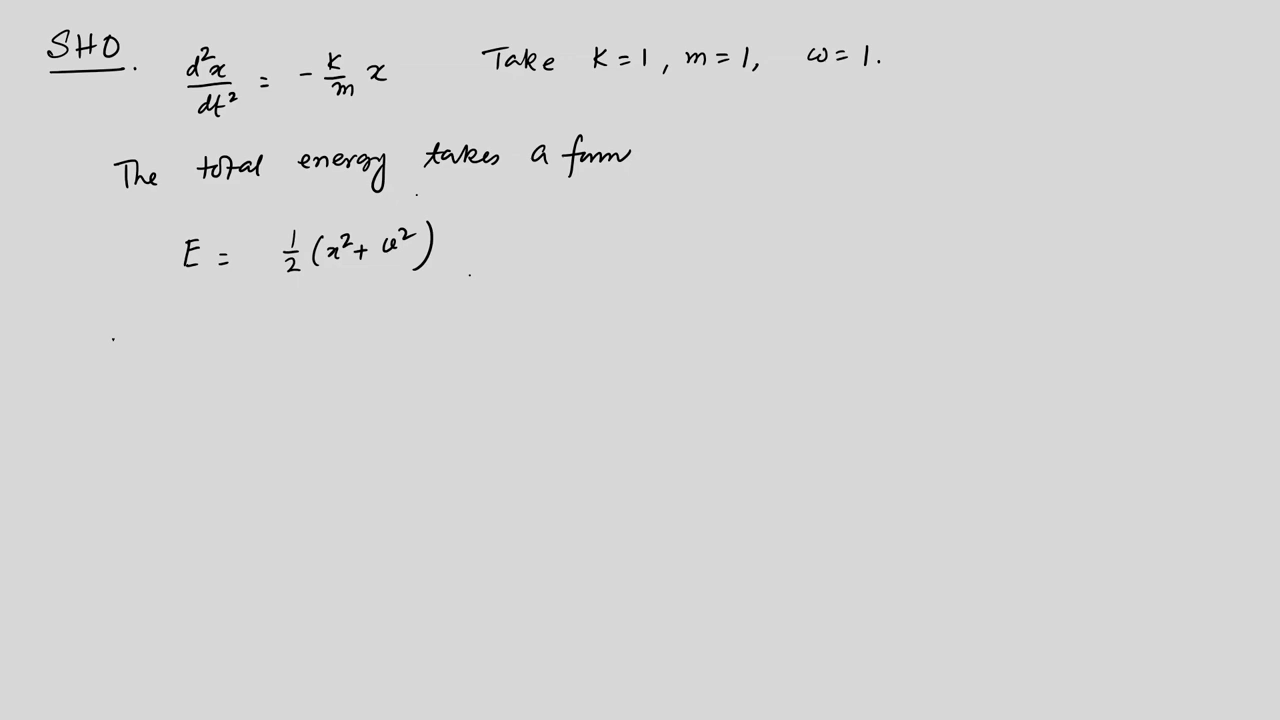 SHO. d²x/dt² = - k/m x Take k = 1, m = 1, ω = 1.
The total energy takes a form
E = 1/2 (x² + v²)